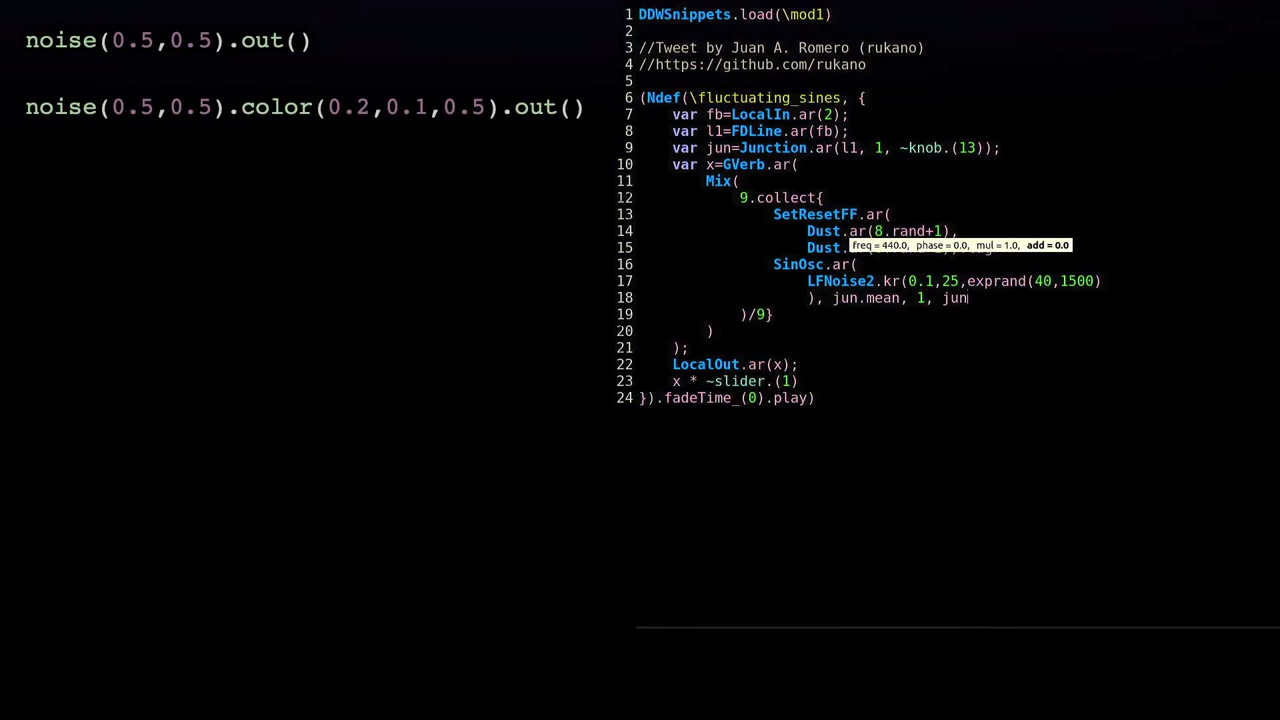 noise(0.5,0.5).out()
noise(0.5,0.5).color(0.2,0.1,0.5).out()
1 DDWSnippets.load(\mod1)
2
3 //Tweet by Juan A. Romero (rukano)
4 //https://github.com/rukano
5
6 (Ndef(\fluctuating_sines, {
7 var fb=LocalIn.ar(2);
8 var l1=FDLine.ar(fb);
9 var jun=Junction.ar(l1, 1, ~knob.(13));
10 var x=GVerb.ar(
11 Mix(
12 9.collect{
13 SetResetFF.ar(
14 Dust.ar(8.rand+1),
freq = 440.0, phase = 0.0, mul = 1.0, add = 0.0
15 Dust.
16 SinOsc.ar(
17 LFNoise2.kr(0.1,25,exprand(40,1500)
18 ), jun.mean, 1, jun
19 )/9}
20 )
21 );
22 LocalOut.ar(x);
23 x * ~slider.(1)
24 }).fadeTime_(0).play)